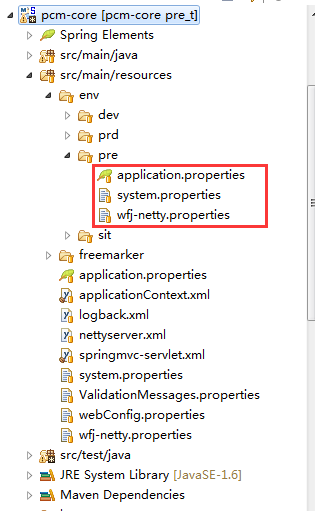 pcm-core [pcm-core pre_t]
Spring Elements
src/main/java
src/main/resources
env
dev
prd
pre
application.properties
system.properties
wfj-netty.properties
sit
freemarker
application.properties
applicationContext.xml
logback.xml
nettyserver.xml
springmvc-servlet.xml
system.properties
ValidationMessages.properties
webConfig.properties
wfj-netty.properties
src/test/java
JRE System Library [JavaSE-1.6]
Maven Dependencies